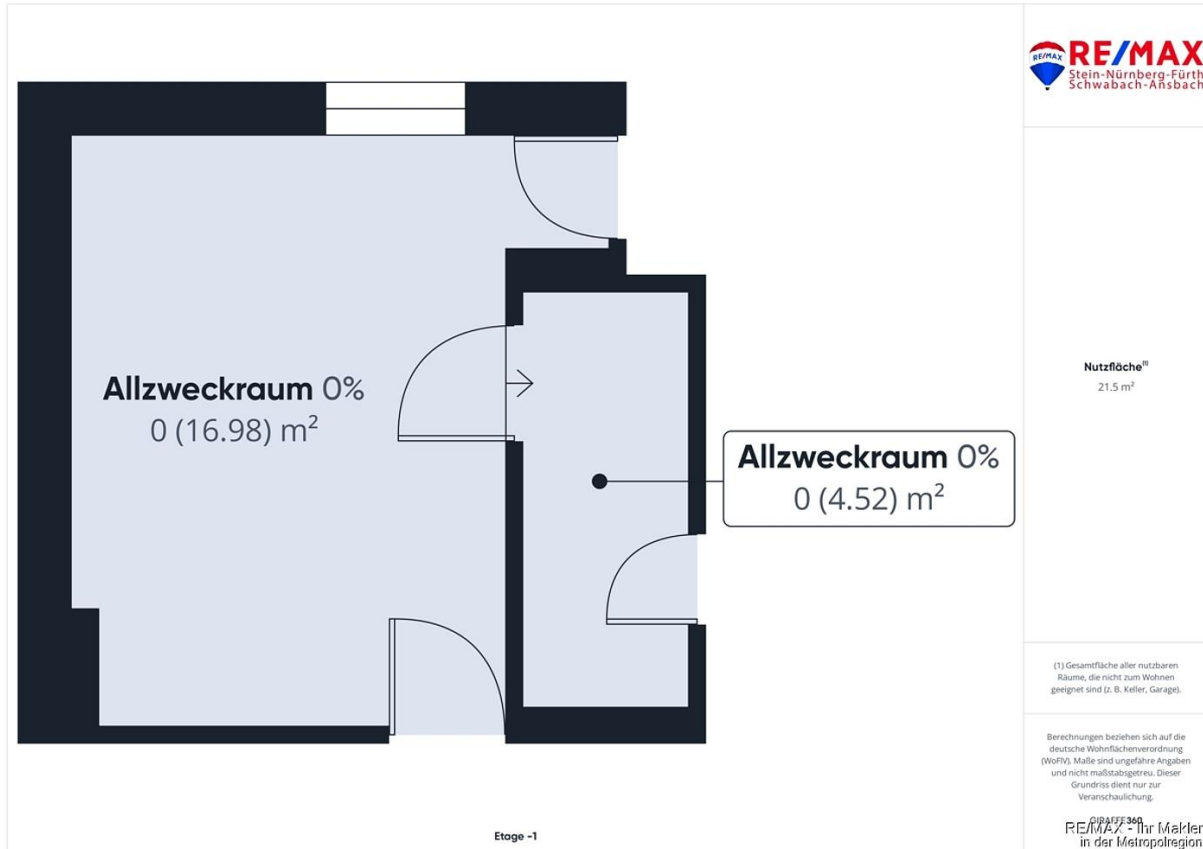 RE/MAX
RE/MAX
Stein-Nürnberg-Fürth
Schwabach-Ansbach
Allzweckraum 0%
0 (16.98) m²
Allzweckraum 0%
0 (4.52) m²
Nutzfläche⁽¹⁾
21.5 m²
(1) Gesamtfläche aller nutzbaren
Räume, die nicht zum Wohnen
geeignet sind (z. B. Keller, Garage).
Berechnungen beziehen sich auf die
deutsche Wohnflächenverordnung
(WoFlV). Maße sind ungefähre Angaben
und nicht maßstabsgetreu. Dieser
Grundriss dient nur zur
Veranschaulichung.
GIRAFFE360
RE/MAX - Ihr Makler
in der Metropolregion
Etage -1